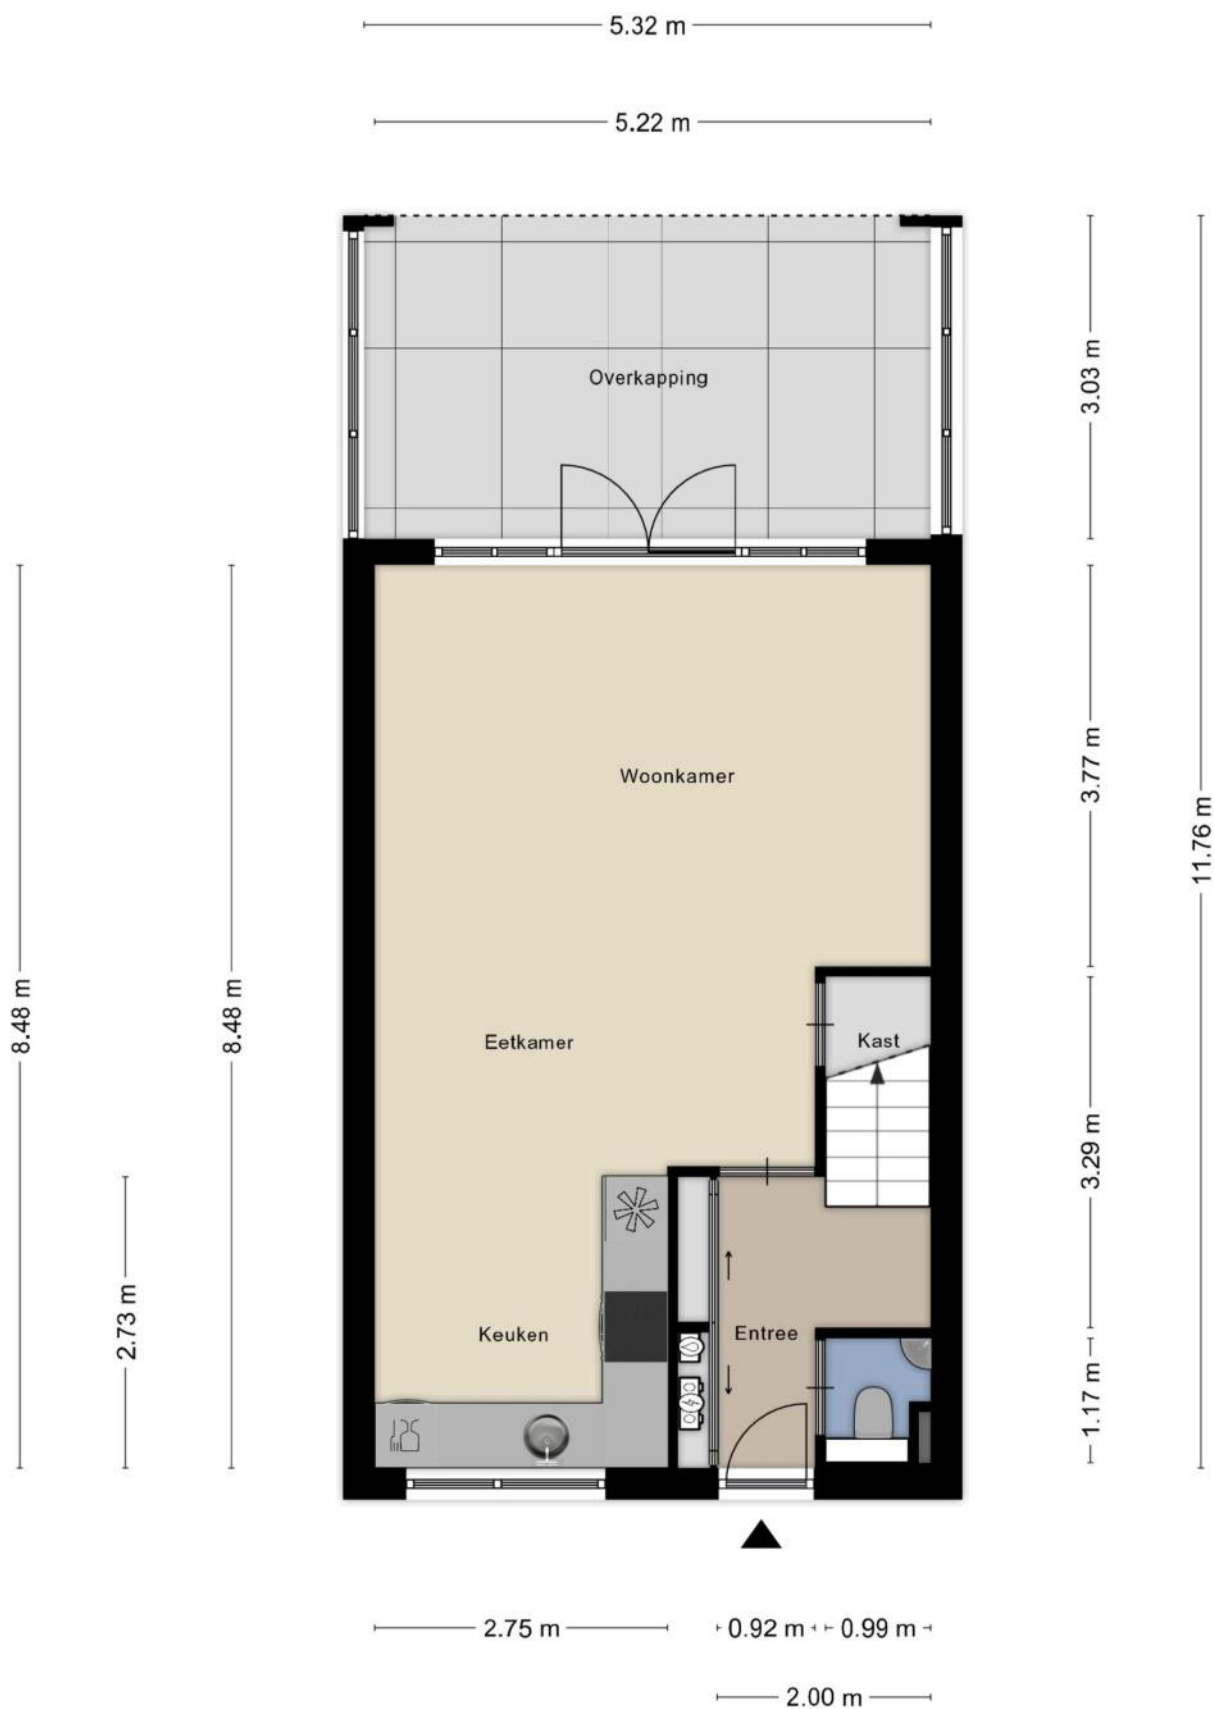 5.32 m
5.22 m
Overkapping
3.03 m
Woonkamer
3.77 m
11.76 m
8.48 m
8.48 m
Eetkamer
Kast
3.29 m
2.73 m
Keuken
Entree
1.17 m
2.75 m
0.92 m
0.99 m
2.00 m